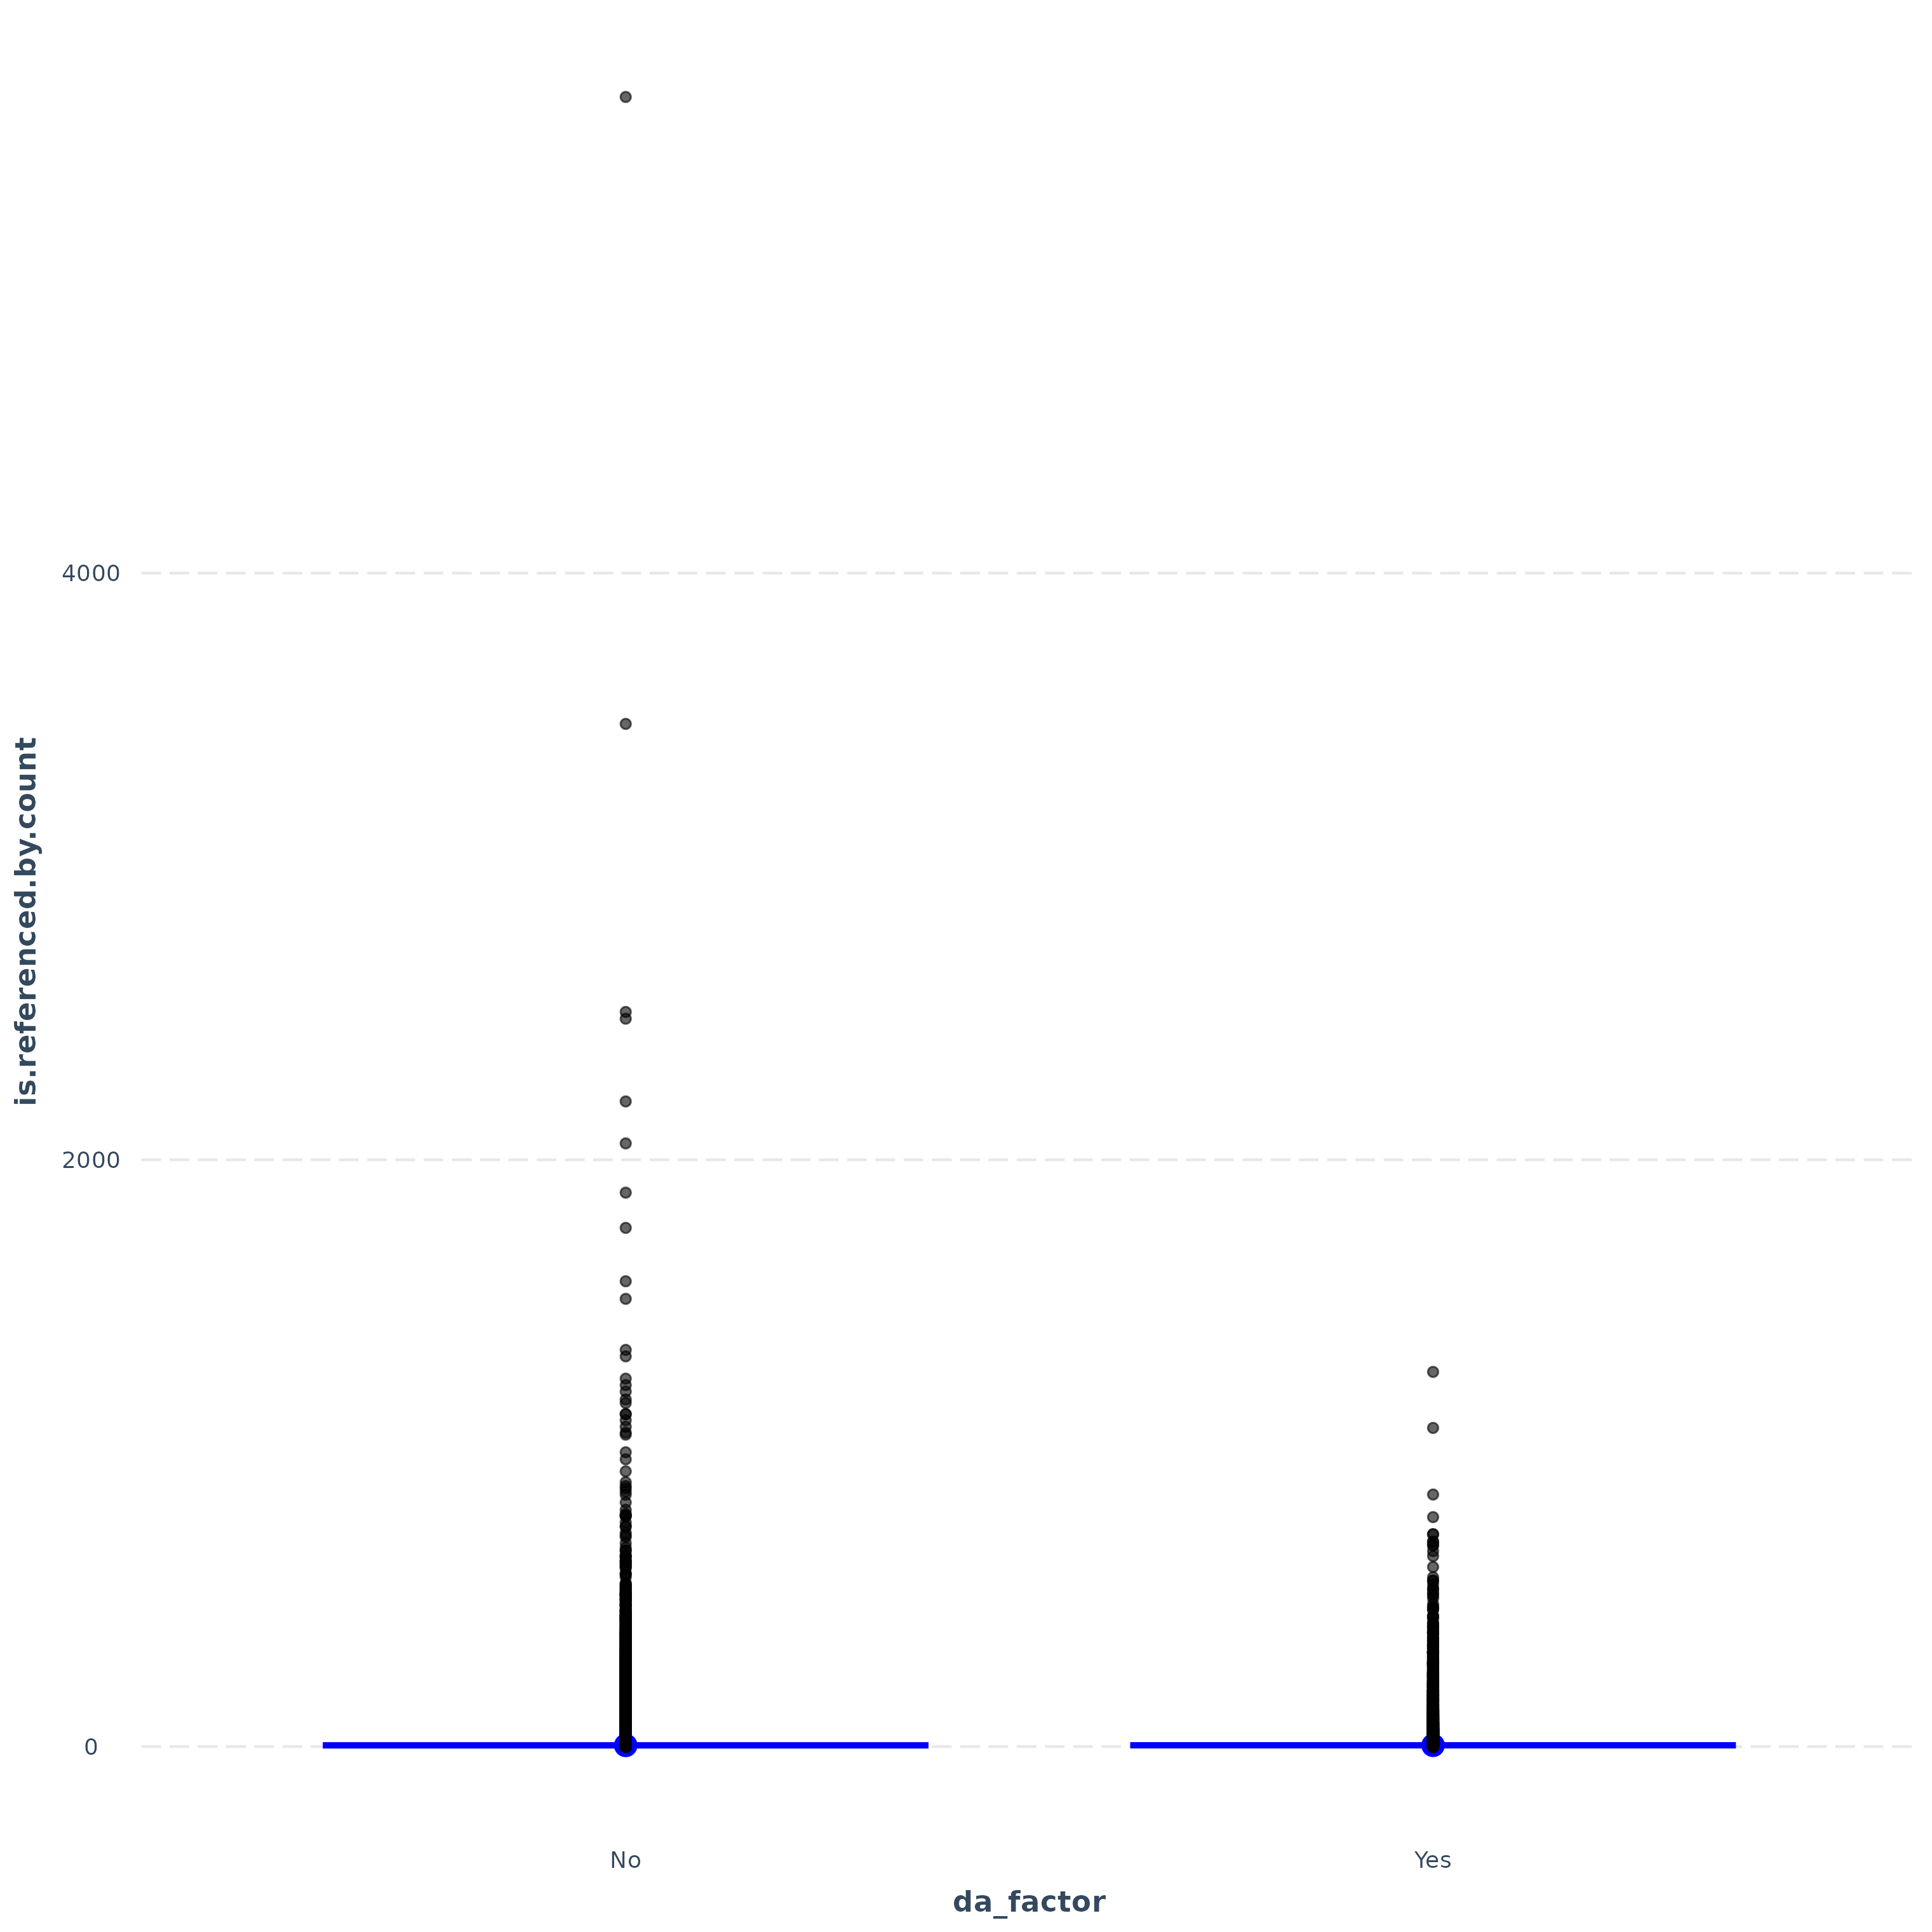 is.referenced.by.count
4000
2000
0
No
Yes
da_factor